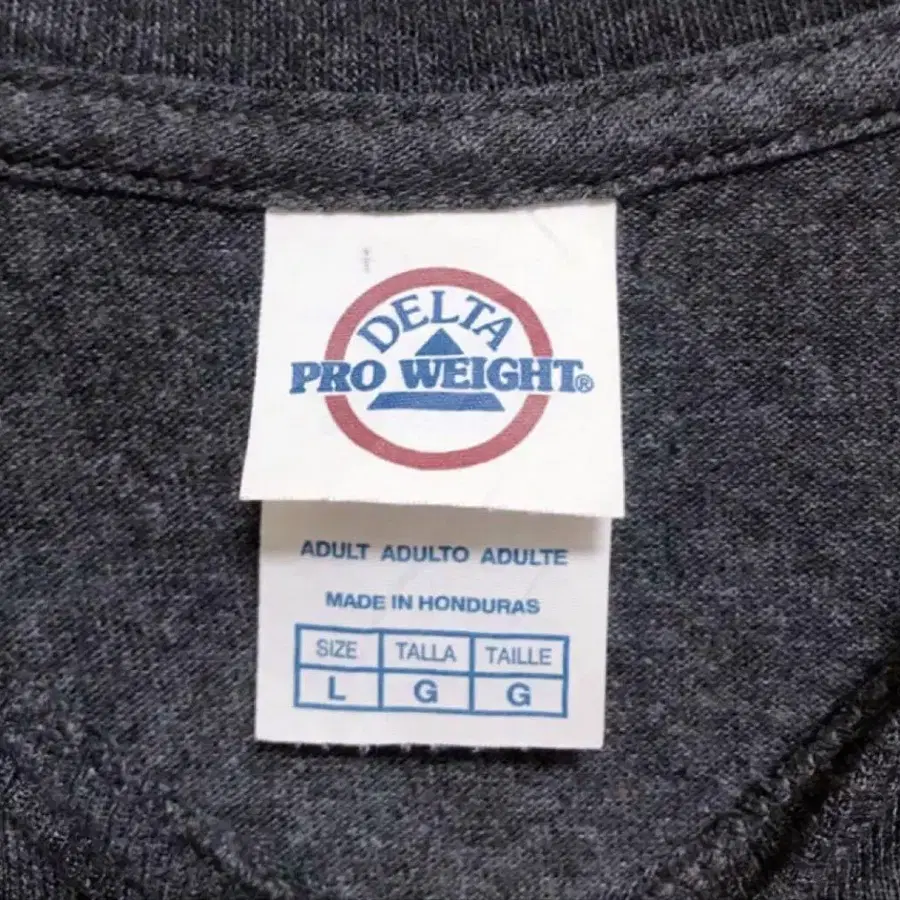 DELTA
PRO WEIGHT®
ADULT ADULTO ADULTE
MADE IN HONDURAS
SIZE TALLA TAILLE
L G G